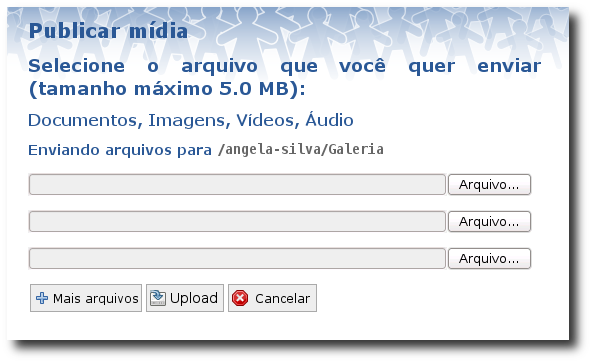 Publicar mídia
Selecione o arquivo que você quer enviar
(tamanho máximo 5.0 MB):
Documentos, Imagens, Vídeos, Áudio
Enviando arquivos para /angela-silva/Galeria
Arquivo...
Arquivo...
Arquivo...
Mais arquivos Upload Cancelar